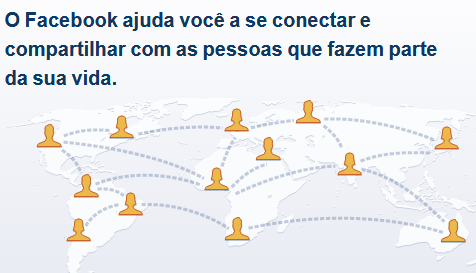 O Facebook ajuda você a se conectar e
compartilhar com as pessoas que fazem parte
da sua vida.